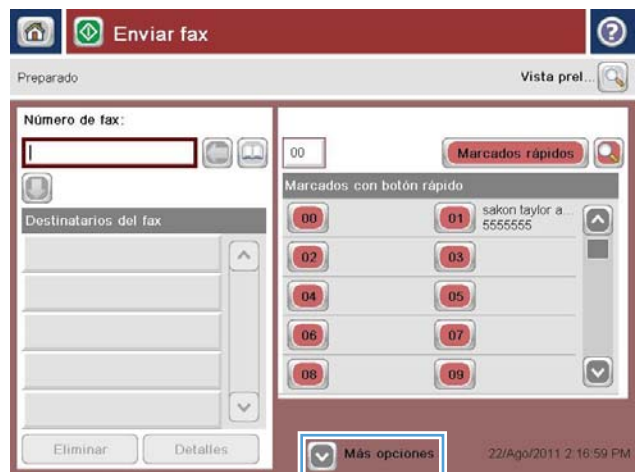 Enviar fax
?
Preparado
Vista prel...
Número de fax:
00
Marcados rápidos
Marcados con botón rápido
Destinatarios del fax
00
01 sakon taylor a...
5555555
02
03
04
05
06
07
08
09
Eliminar
Detalles
Más opciones
22/Ago/2011 2:16:59 PM